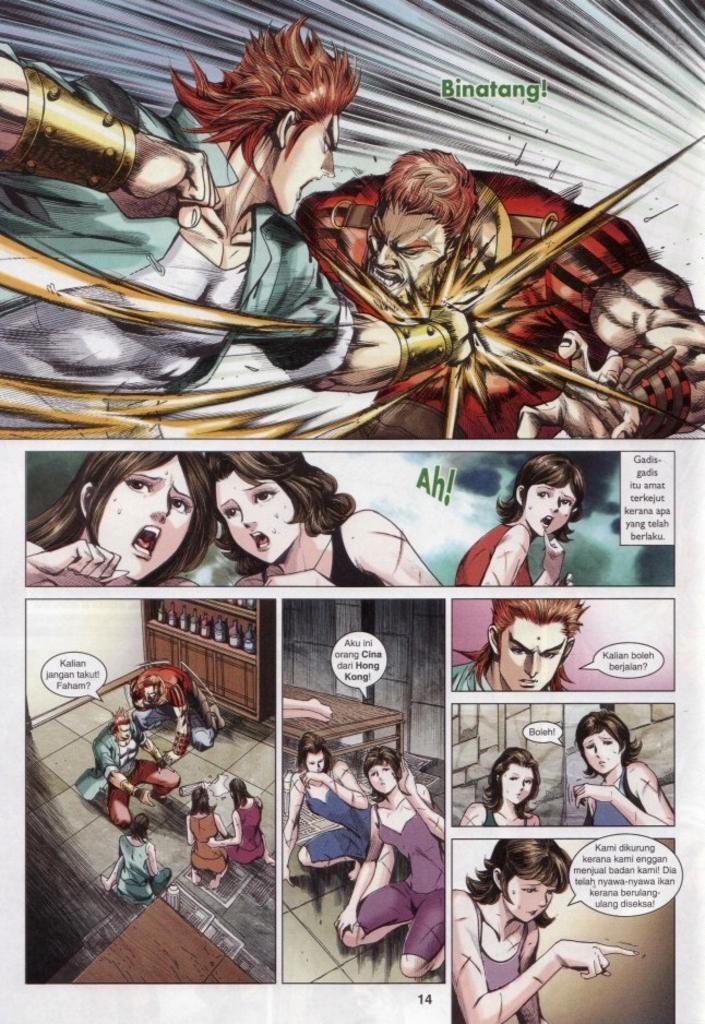 Binatang!
Ah!
Gadis-
gadis
itu amat
terkejut
kerana apa
yang telah
berlaku.
Kalian
jangan takut!
Faham?
Aku ini
orang Cina
dari Hong
Kong!
Kalian boleh
berjalan?
Boleh!
Kami dikurung
kerana kami enggan
menjual badan kami! Dia
telah nyawa-nyawa ikan
kerana berulang-
ulang diseksa!
14